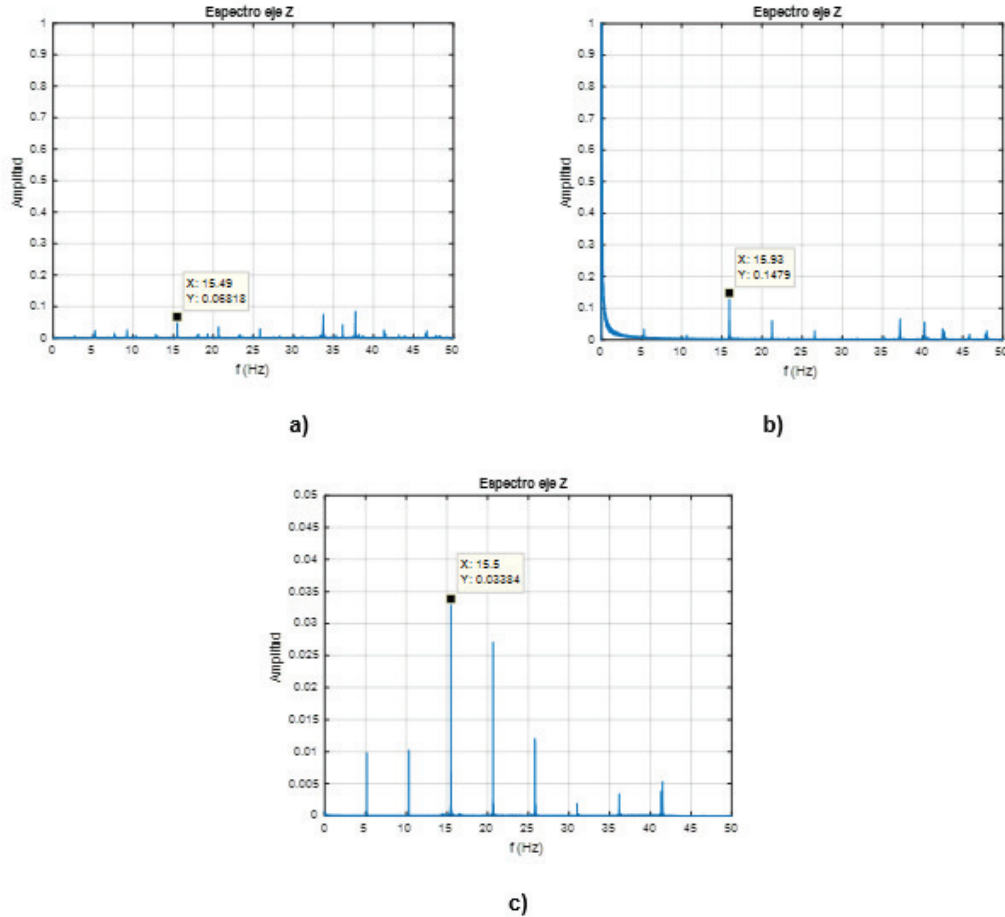 Espectro eje Z
1
0.9
0.8
0.7
0.6
0.5
0.4
0.3
0.2
0.1
0
Amplitud
X: 15.49
Y: 0.06818
0 5 10 15 20 25 30 35 40 45 50
f (Hz)
a)
Espectro eje Z
1
0.9
0.8
0.7
0.6
0.5
0.4
0.3
0.2
0.1
0
Amplitud
X: 15.93
Y: 0.1479
0 5 10 15 20 25 30 35 40 45 50
f (Hz)
b)
Espectro eje Z
0.05
0.045
0.04
0.035
0.03
0.025
0.02
0.015
0.01
0.005
0
Amplitud
X: 15.5
Y: 0.03384
0 5 10 15 20 25 30 35 40 45 50
f (Hz)
c)